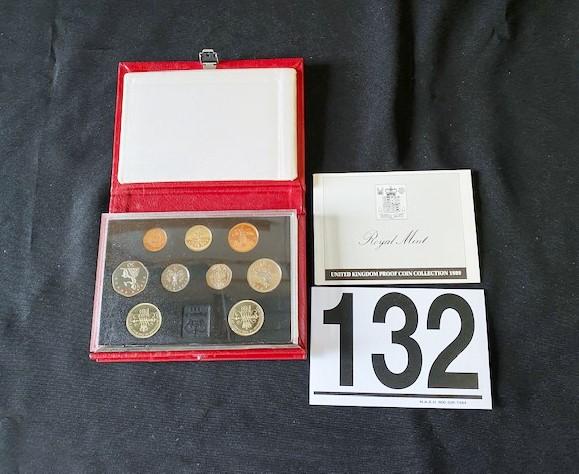 Royal Mint
UNITED KINGDOM PROOF COIN COLLECTION 1989
132